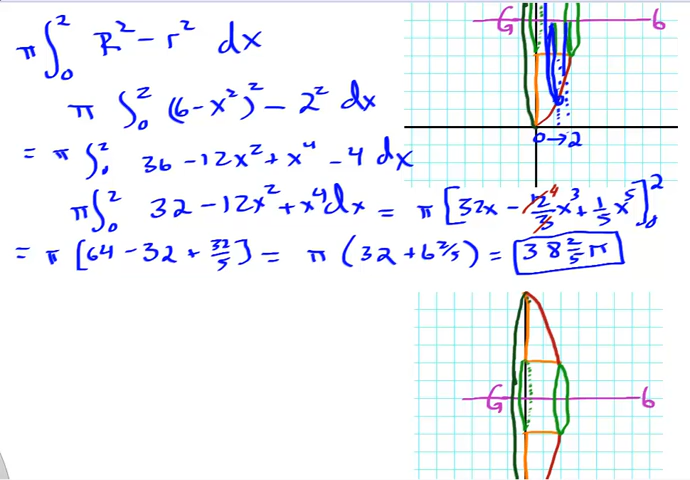 π∫₀² R² − r² dx
π ∫₀² (6−x²)² − 2² dx
= π ∫₀² 36 − 12x² + x⁴ − 4 dx
π∫₀² 32 − 12x² + x⁴ dx = π [32x − 12/3 4 x³ + 1/5 x⁵]₀²
= π [64 − 32 + 32/5] = π (32 + 6 2/5) = 38 2/5 π
6
0→2
6